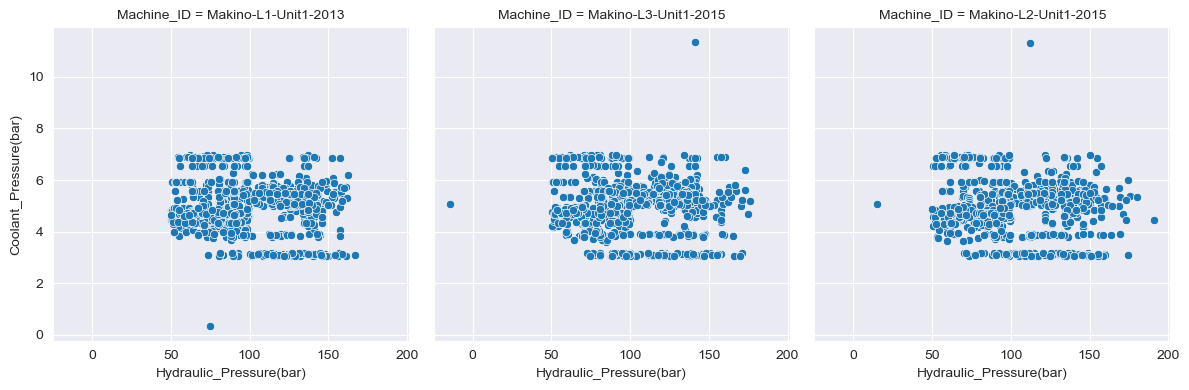 Machine_ID = Makino-L1-Unit1-2013
Machine_ID = Makino-L3-Unit1-2015
Machine_ID = Makino-L2-Unit1-2015
Coolant_Pressure(bar)
10
8
6
4
2
0
0 50 100 150 200
0 50 100 150 200
0 50 100 150 200
Hydraulic_Pressure(bar)
Hydraulic_Pressure(bar)
Hydraulic_Pressure(bar)